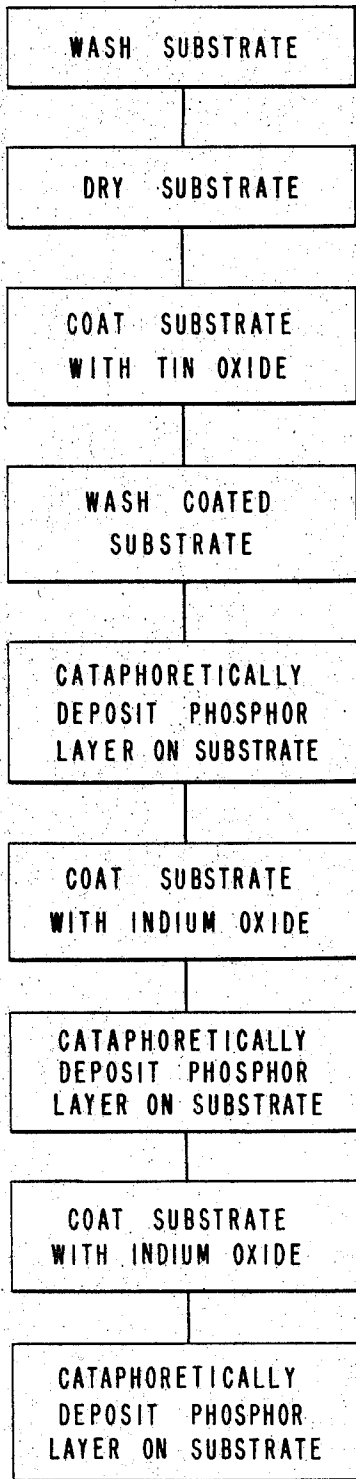 WASH SUBSTRATE
DRY SUBSTRATE
COAT SUBSTRATE
WITH TIN OXIDE
WASH COATED
SUBSTRATE
CATAPHORETICALLY
DEPOSIT PHOSPHOR
LAYER ON SUBSTRATE
COAT SUBSTRATE
WITH INDIUM OXIDE
CATAPHORETICALLY
DEPOSIT PHOSPHOR
LAYER ON SUBSTRATE
COAT SUBSTRATE
WITH INDIUM OXIDE
CATAPHORETICALLY
DEPOSIT PHOSPHOR
LAYER ON SUBSTRATE